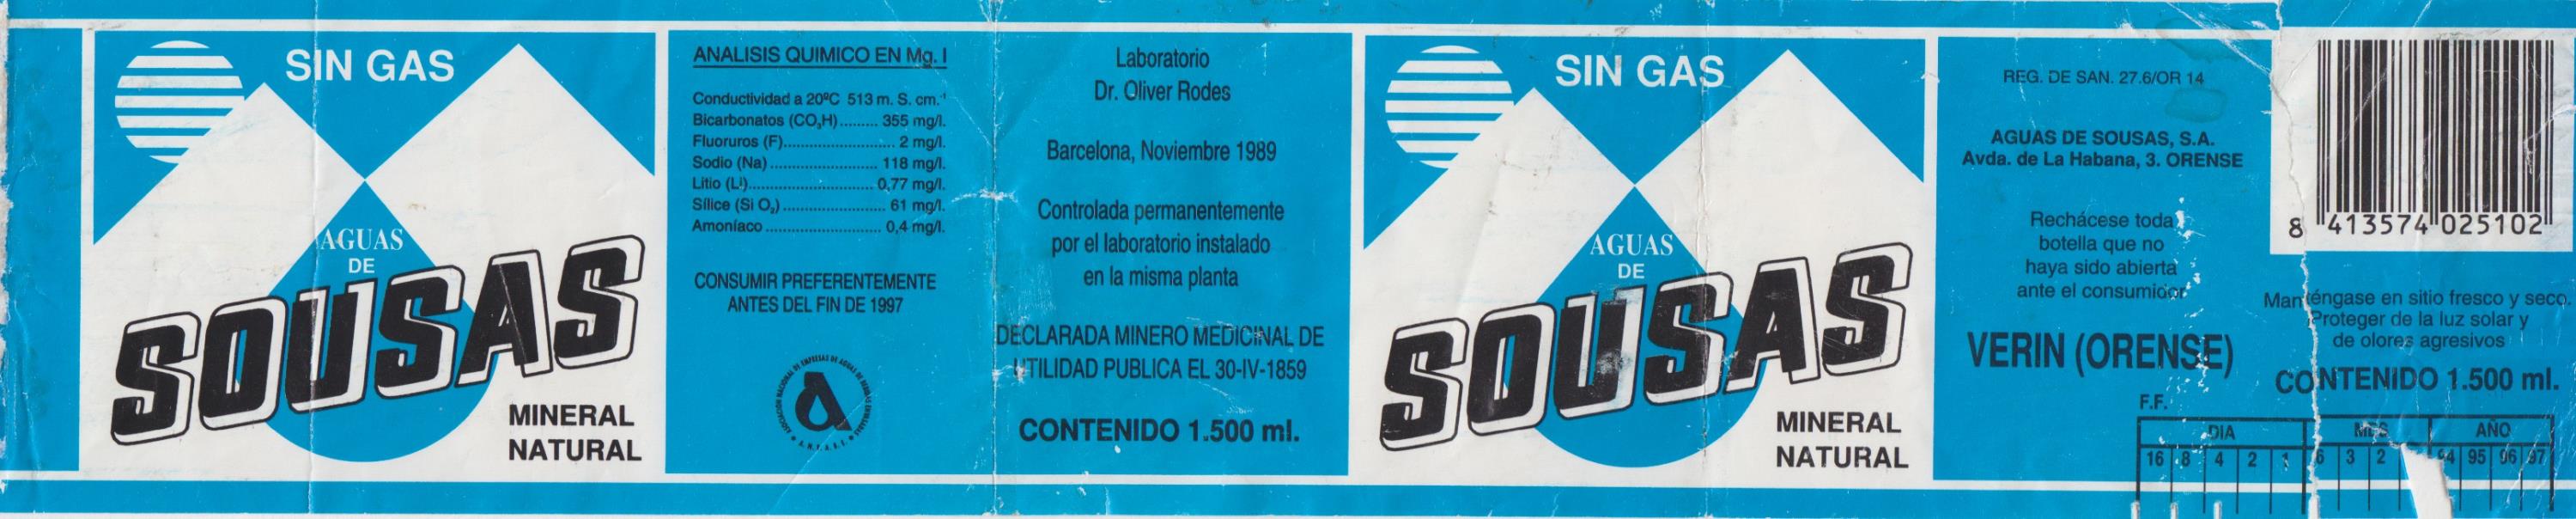 SIN GAS
AGUAS
DE
SOUSAS
MINERAL
NATURAL
ANALISIS QUIMICO EN Mg. l
Conductividad a 20ºC 513 m. S. cm.⁻¹
Bicarbonatos (CO₃H) ......... 355 mg/l.
Fluoruros (F)........................... 2 mg/l.
Sodio (Na) .......................... 118 mg/l.
Litio (Li).............................. 0,77 mg/l.
Sílice (Si O₂) ......................... 61 mg/l.
Amoníaco ............................ 0,4 mg/l.
CONSUMIR PREFERENTEMENTE
ANTES DEL FIN DE 1997
Laboratorio
Dr. Oliver Rodes
Barcelona, Noviembre 1989
Controlada permanentemente
por el laboratorio instalado
en la misma planta
DECLARADA MINERO MEDICINAL DE
UTILIDAD PUBLICA EL 30-IV-1859
CONTENIDO 1.500 ml.
SIN GAS
AGUAS
DE
SOUSAS
MINERAL
NATURAL
REG. DE SAN. 27.6/OR 14
AGUAS DE SOUSAS, S.A.
Avda. de La Habana, 3. ORENSE
Rechácese toda
botella que no
haya sido abierta
ante el consumidor
VERIN (ORENSE)
8 413574 025102
Manténgase en sitio fresco y seco.
Proteger de la luz solar y
de olores agresivos
CONTENIDO 1.500 ml.
F.F.
DIA MES AÑO
16 8 4 2 1 6 3 2 94 95 96 97